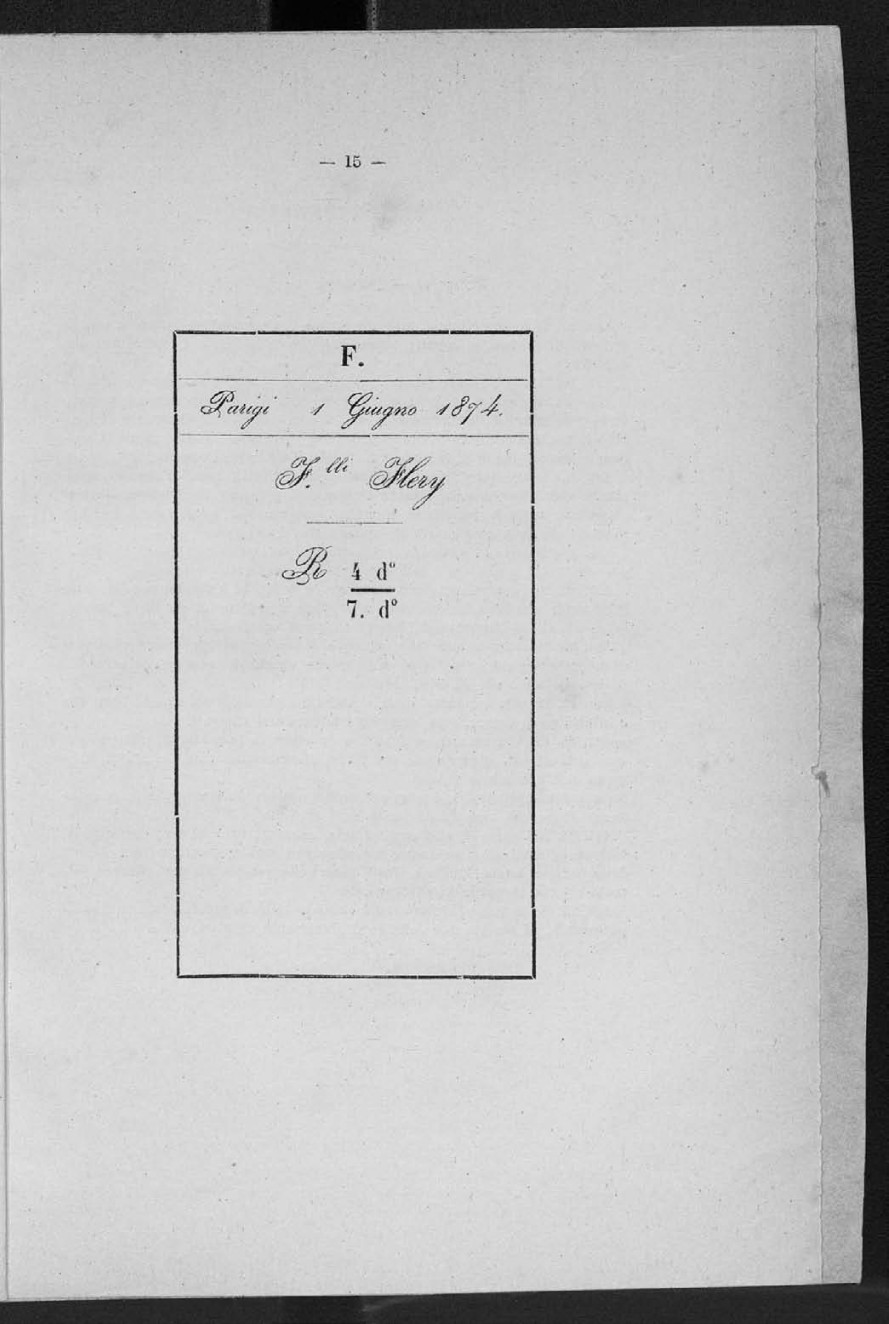 — 15 —
F.
Parigi 1 Giugno 1874.
F.lli Flery
R 4 d°
7. d°